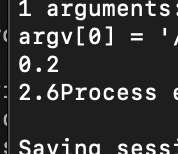 1 arguments:
argv[0] = '/
0.2
2.6Process e
Saving sessi